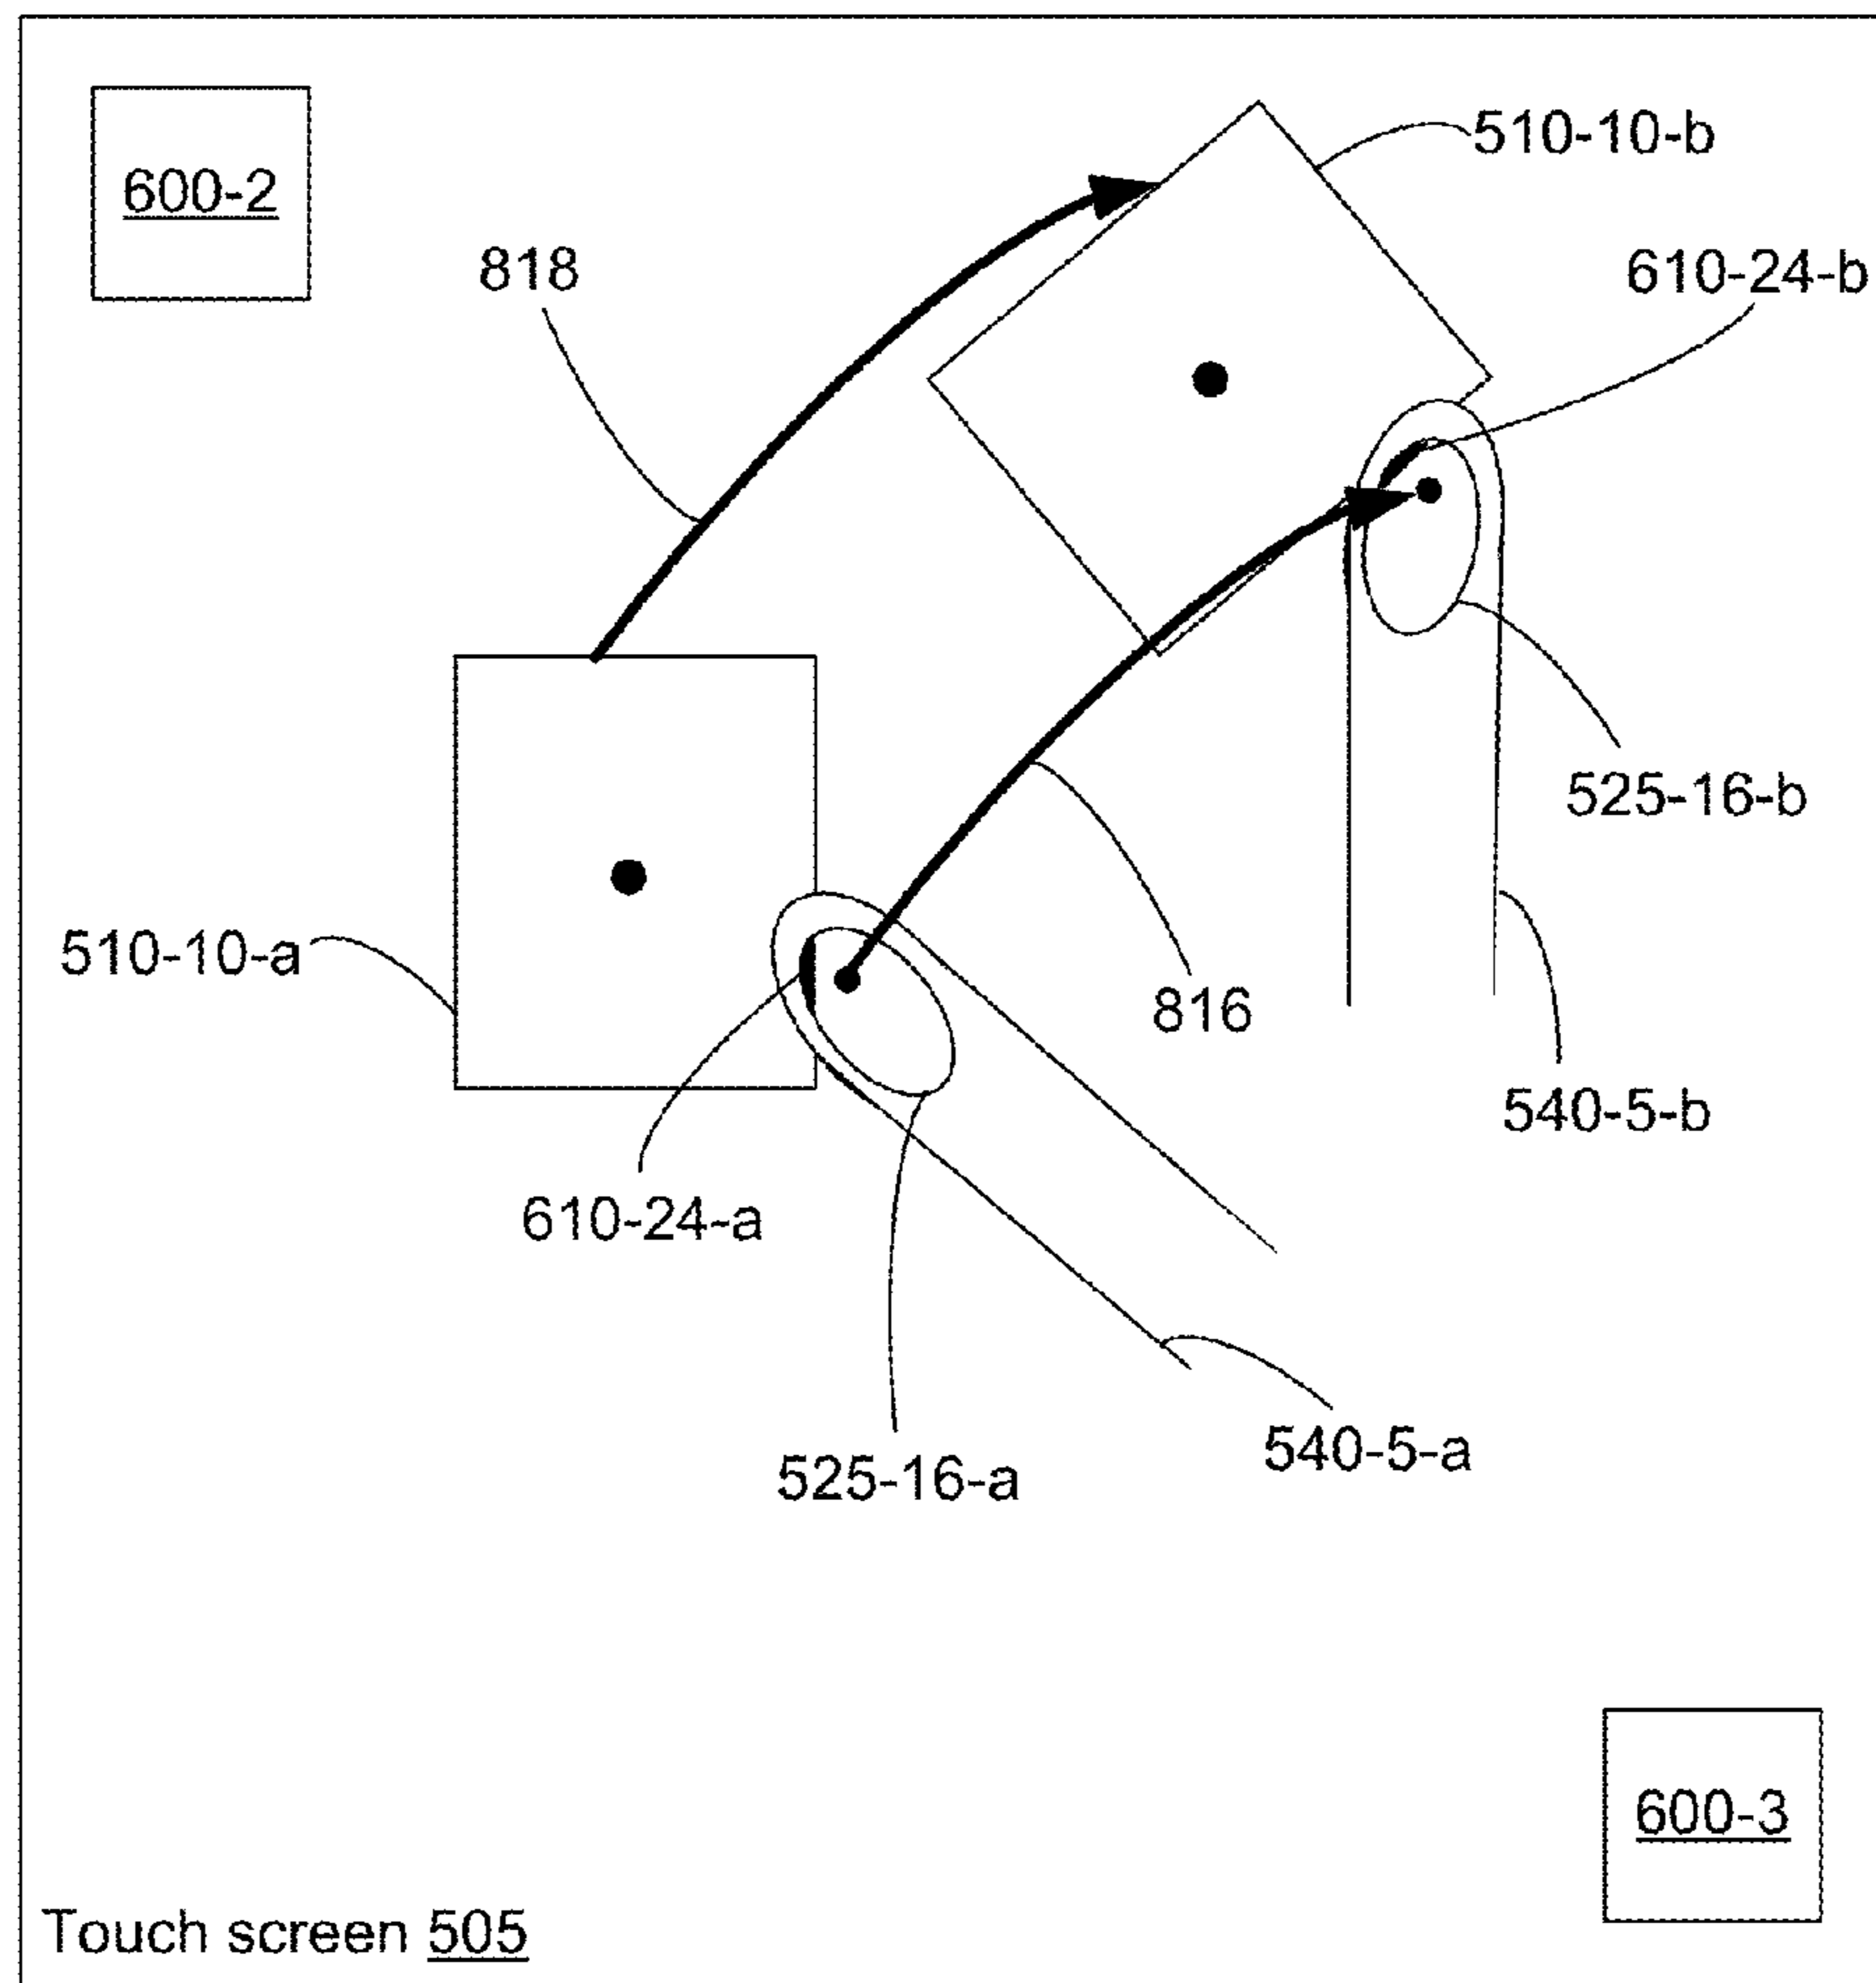 510-10-b
600-2
818
610-24-b
525-16-b
510-10-a
816
540-5-b
610-24-a
540-5-a
525-16-a
600-3
Touch screen 505